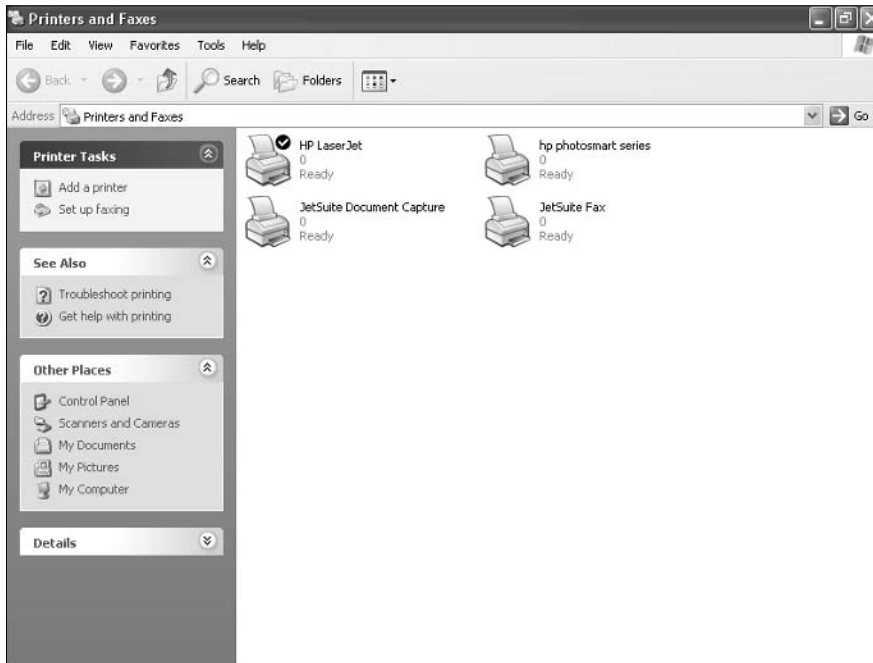 Printers and Faxes
File Edit View Favorites Tools Help
Back Search Folders
Address Printers and Faxes Go
Printer Tasks
Add a printer
Set up faxing
See Also
Troubleshoot printing
Get help with printing
Other Places
Control Panel
Scanners and Cameras
My Documents
My Pictures
My Computer
Details
HP LaserJet
0
Ready
hp photosmart series
0
Ready
JetSuite Document Capture
0
Ready
JetSuite Fax
0
Ready